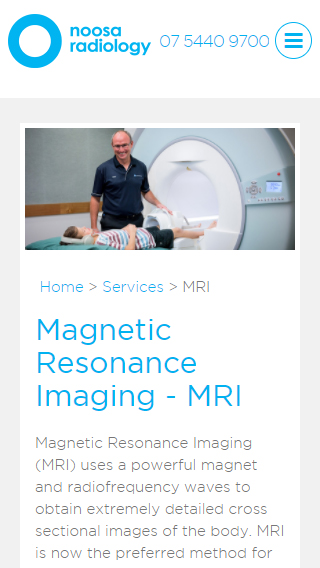 noosa
radiology
07 5440 9700
Home > Services > MRI
Magnetic
Resonance
Imaging - MRI
Magnetic Resonance Imaging
(MRI) uses a powerful magnet
and radiofrequency waves to
obtain extremely detailed cross
sectional images of the body. MRI
is now the preferred method for